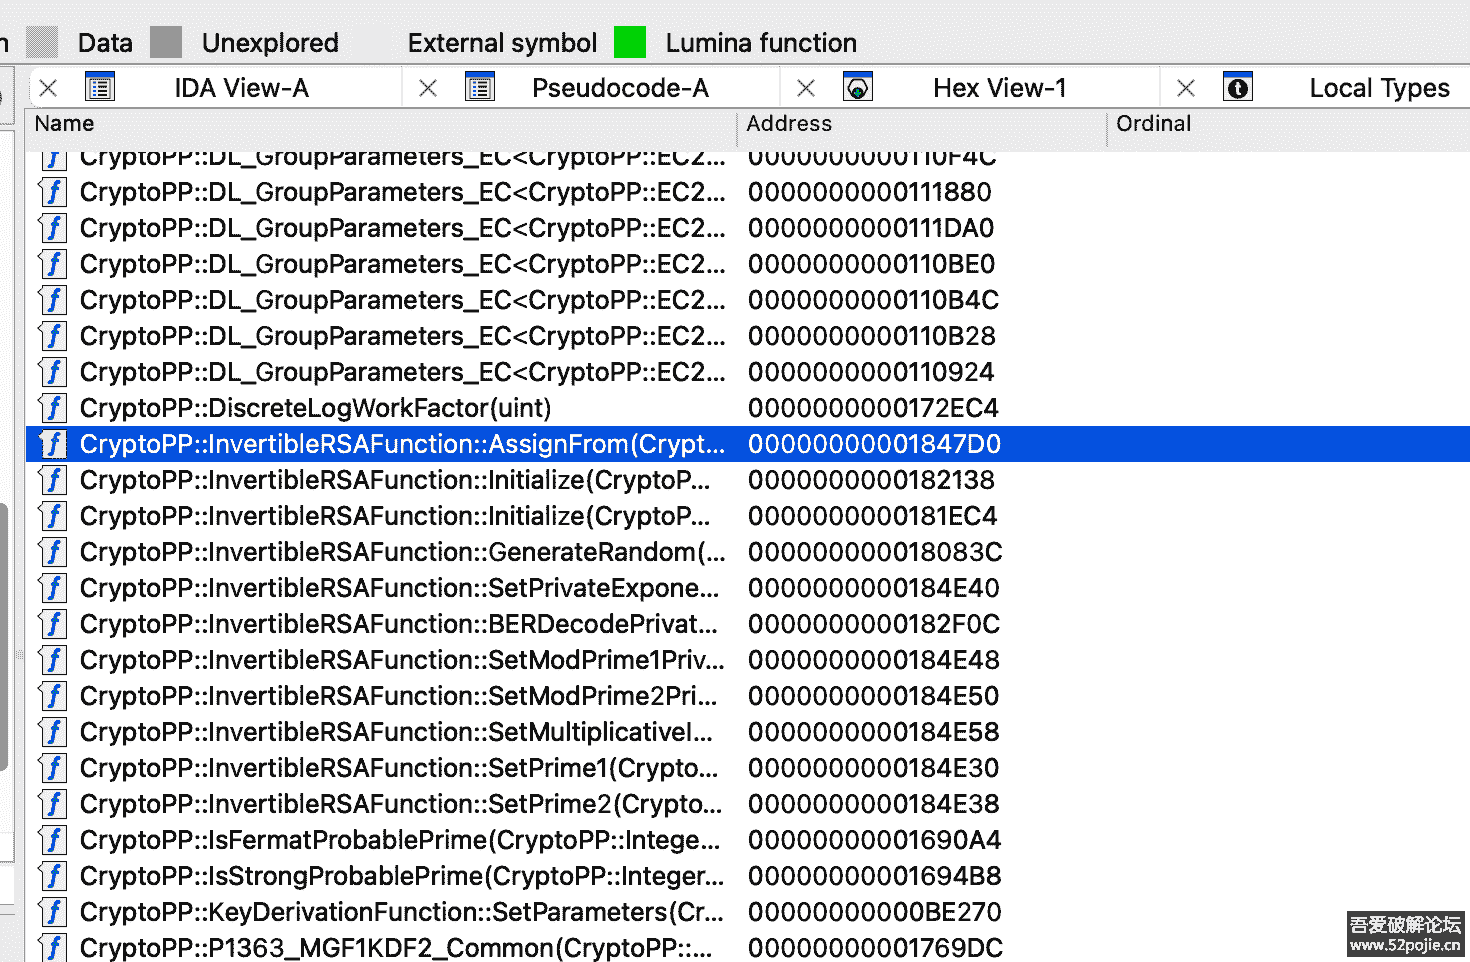 Data Unexplored External symbol Lumina function
IDA View-A Pseudocode-A Hex View-1 Local Types
Name Address Ordinal
CryptoPP::DL_GroupParameters_EC<CryptoPP::EC2... 0000000000110F4C
CryptoPP::DL_GroupParameters_EC<CryptoPP::EC2... 0000000000111880
CryptoPP::DL_GroupParameters_EC<CryptoPP::EC2... 0000000000111DA0
CryptoPP::DL_GroupParameters_EC<CryptoPP::EC2... 0000000000110BE0
CryptoPP::DL_GroupParameters_EC<CryptoPP::EC2... 0000000000110B4C
CryptoPP::DL_GroupParameters_EC<CryptoPP::EC2... 0000000000110B28
CryptoPP::DL_GroupParameters_EC<CryptoPP::EC2... 0000000000110924
CryptoPP::DiscreteLogWorkFactor(uint) 0000000000172EC4
CryptoPP::InvertibleRSAFunction::AssignFrom(Crypt... 00000000001847D0
CryptoPP::InvertibleRSAFunction::Initialize(CryptoP... 0000000000182138
CryptoPP::InvertibleRSAFunction::Initialize(CryptoP... 0000000000181EC4
CryptoPP::InvertibleRSAFunction::GenerateRandom(... 000000000018083C
CryptoPP::InvertibleRSAFunction::SetPrivateExpone... 0000000000184E40
CryptoPP::InvertibleRSAFunction::BERDecodePrivat... 0000000000182F0C
CryptoPP::InvertibleRSAFunction::SetModPrime1Priv... 0000000000184E48
CryptoPP::InvertibleRSAFunction::SetModPrime2Pri... 0000000000184E50
CryptoPP::InvertibleRSAFunction::SetMultiplicativeI... 0000000000184E58
CryptoPP::InvertibleRSAFunction::SetPrime1(Crypto... 0000000000184E30
CryptoPP::InvertibleRSAFunction::SetPrime2(Crypto... 0000000000184E38
CryptoPP::IsFermatProbablePrime(CryptoPP::Intege... 00000000001690A4
CryptoPP::IsStrongProbablePrime(CryptoPP::Integer... 00000000001694B8
CryptoPP::KeyDerivationFunction::SetParameters(Cr... 00000000000BE270
CryptoPP::P1363_MGF1KDF2_Common(CryptoPP::... 00000000001769DC
吾爱破解论坛
www.52pojie.cn